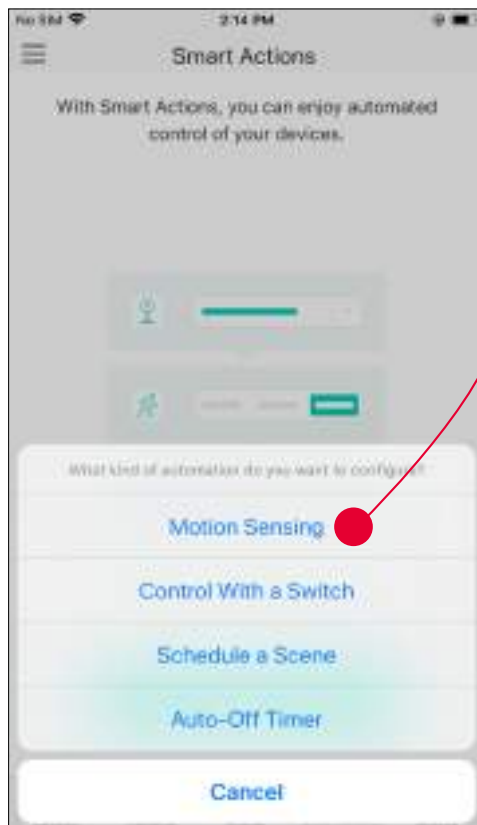 No SIM 2:14 PM
Smart Actions
With Smart Actions, you can enjoy automated
control of your devices.
What kind of automation do you want to configure?
Motion Sensing
Control With a Switch
Schedule a Scene
Auto-Off Timer
Cancel